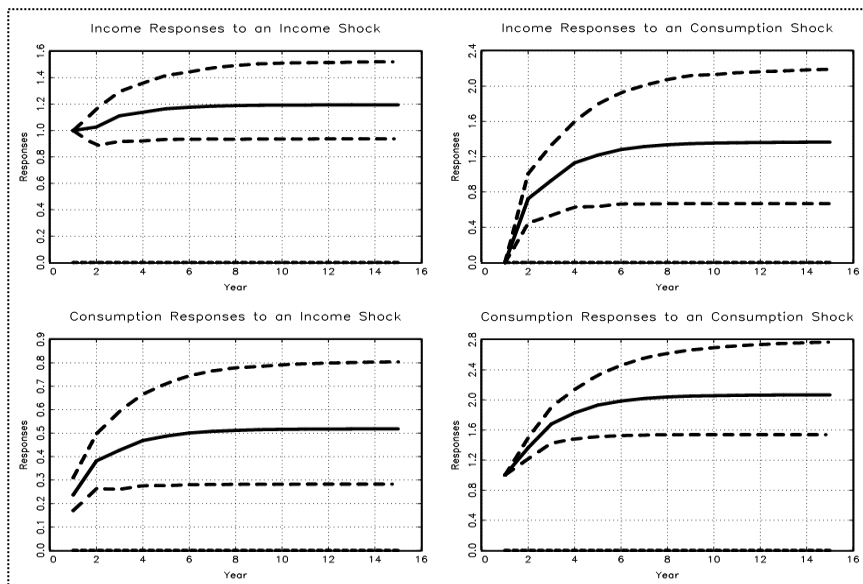 Income Responses to an Income Shock
Responses
1.6
1.4
1.2
1.0
0.8
0.6
0.4
0.2
0.0
0 2 4 6 8 10 12 14 16
Year
Income Responses to an Consumption Shock
Responses
2.4
2.0
1.6
1.2
0.8
0.4
0.0
0 2 4 6 8 10 12 14 16
Year
Consumption Responses to an Income Shock
Responses
0.9
0.8
0.7
0.6
0.5
0.4
0.3
0.2
0.1
0.0
0 2 4 6 8 10 12 14 16
Year
Consumption Responses to an Consumption Shock
Responses
2.8
2.4
2.0
1.6
1.2
0.8
0.4
0.0
0 2 4 6 8 10 12 14 16
Year